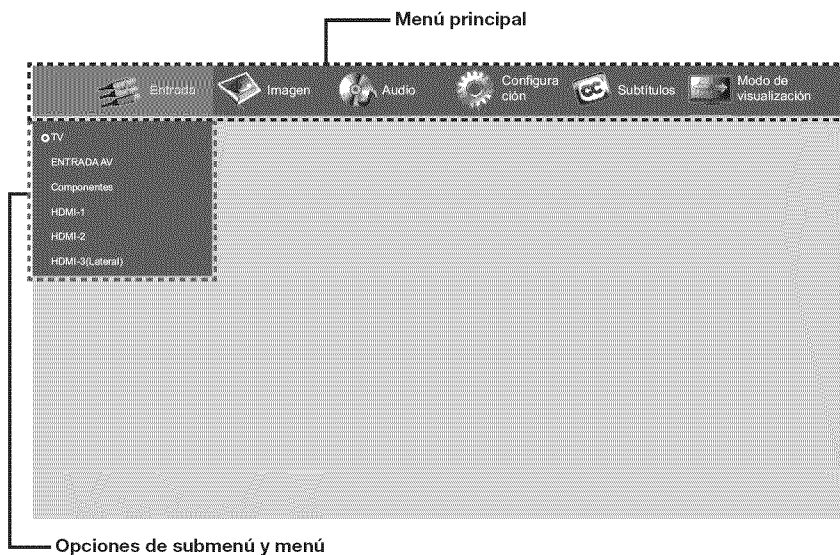 Menú principal
Entrada
Imagen
Audio
Configura
ción
CC
Subtítulos
Modo de
visualización
TV
ENTRADA AV
Componentes
HDMI-1
HDMI-2
HDMI-3(Lateral)
Opciones de submenú y menú